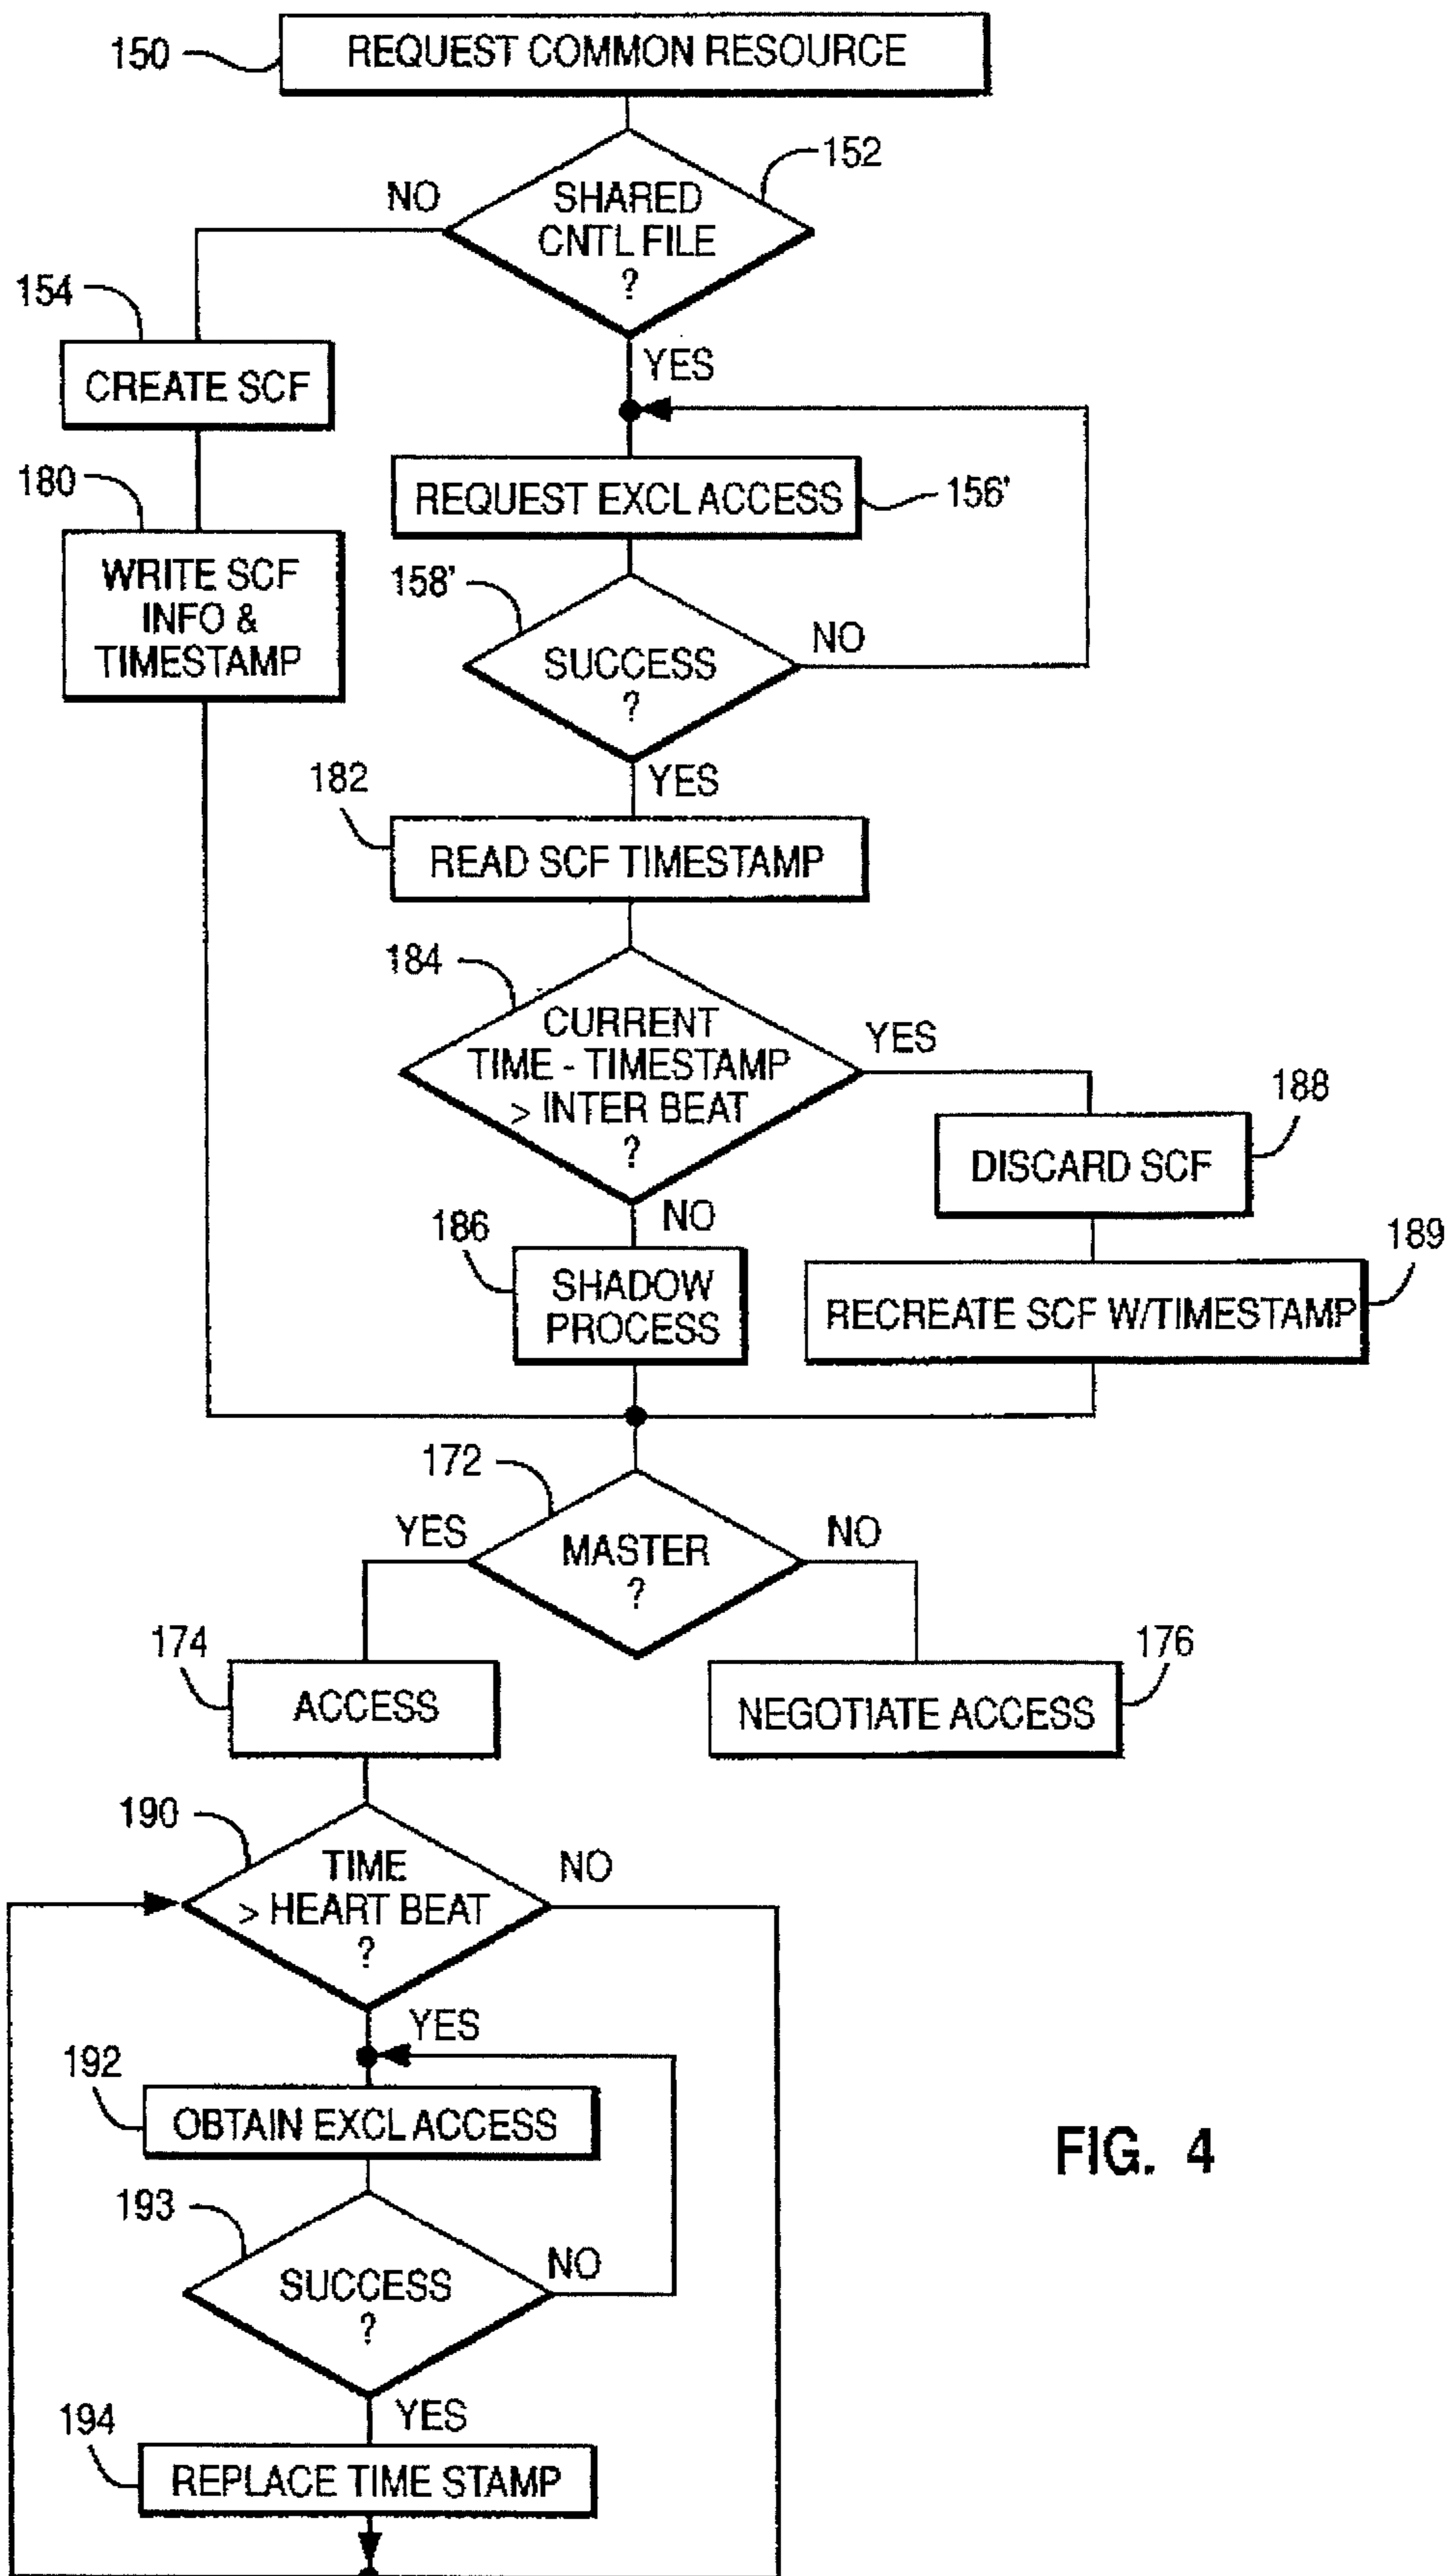 150
REQUEST COMMON RESOURCE
152
NO
SHARED
CNTL FILE
?
154
YES
CREATE SCF
180
REQUEST EXCL ACCESS
156'
WRITE SCF
INFO &
TIMESTAMP
158'
NO
SUCCESS
?
182
YES
READ SCF TIMESTAMP
184
CURRENT
TIME - TIMESTAMP
> INTER BEAT
?
YES
188
DISCARD SCF
186
NO
189
SHADOW
PROCESS
RECREATE SCF W/TIMESTAMP
172
YES
MASTER
?
NO
174
176
ACCESS
NEGOTIATE ACCESS
190
TIME
> HEART BEAT
?
NO
YES
192
OBTAIN EXCL ACCESS
193
SUCCESS
?
NO
YES
194
REPLACE TIME STAMP
FIG. 4